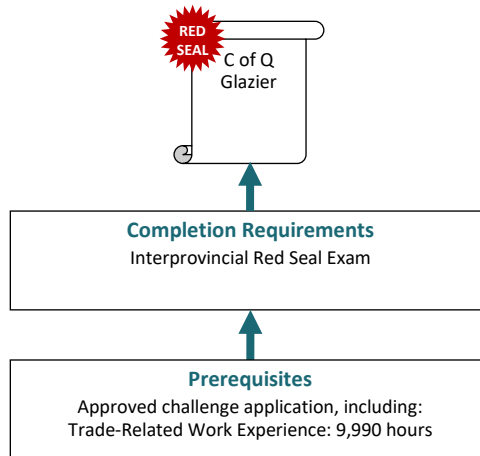 RED
SEAL
C of Q
Glazier
Completion Requirements
Interprovincial Red Seal Exam
Prerequisites
Approved challenge application, including:
Trade-Related Work Experience: 9,990 hours